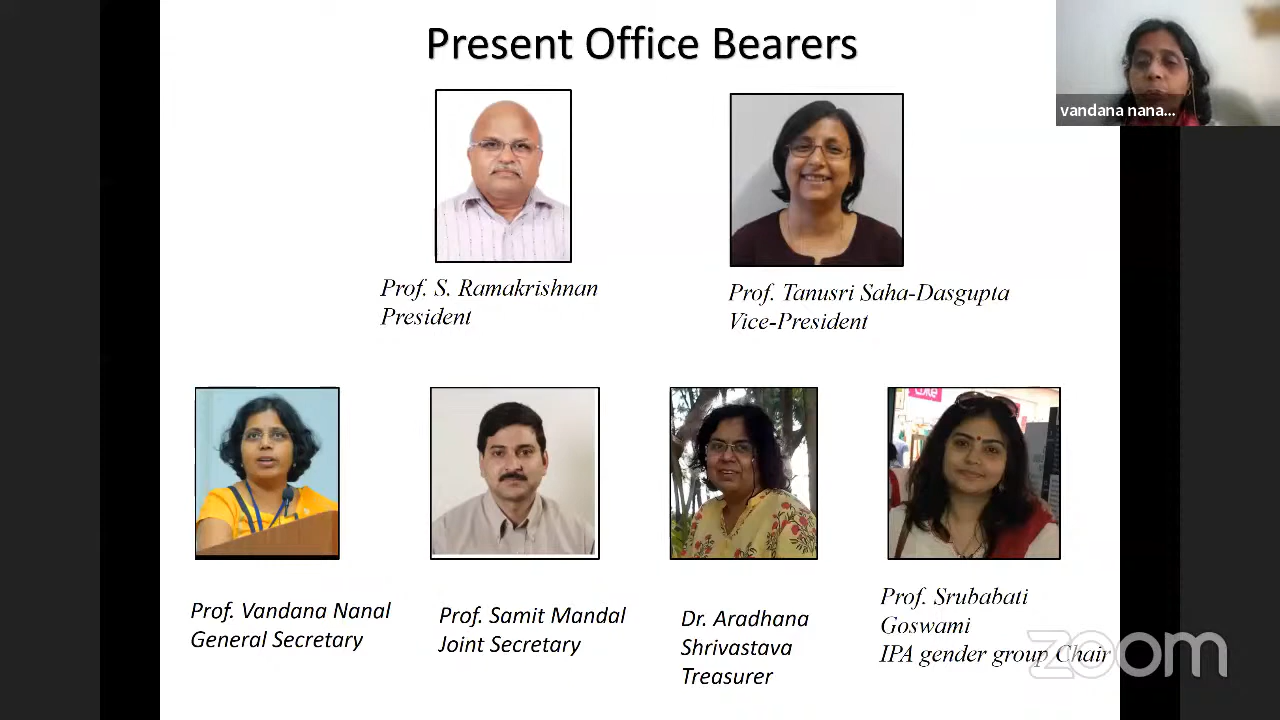 Present Office Bearers
vandana nana...
Prof. S. Ramakrishnan
President
Prof. Tanusri Saha-Dasgupta
Vice-President
Prof. Vandana Nanal
General Secretary
Prof. Samit Mandal
Joint Secretary
Dr. Aradhana
Shrivastava
Treasurer
Prof. Srubabati
Goswami
IPA gender group Chair
zoom